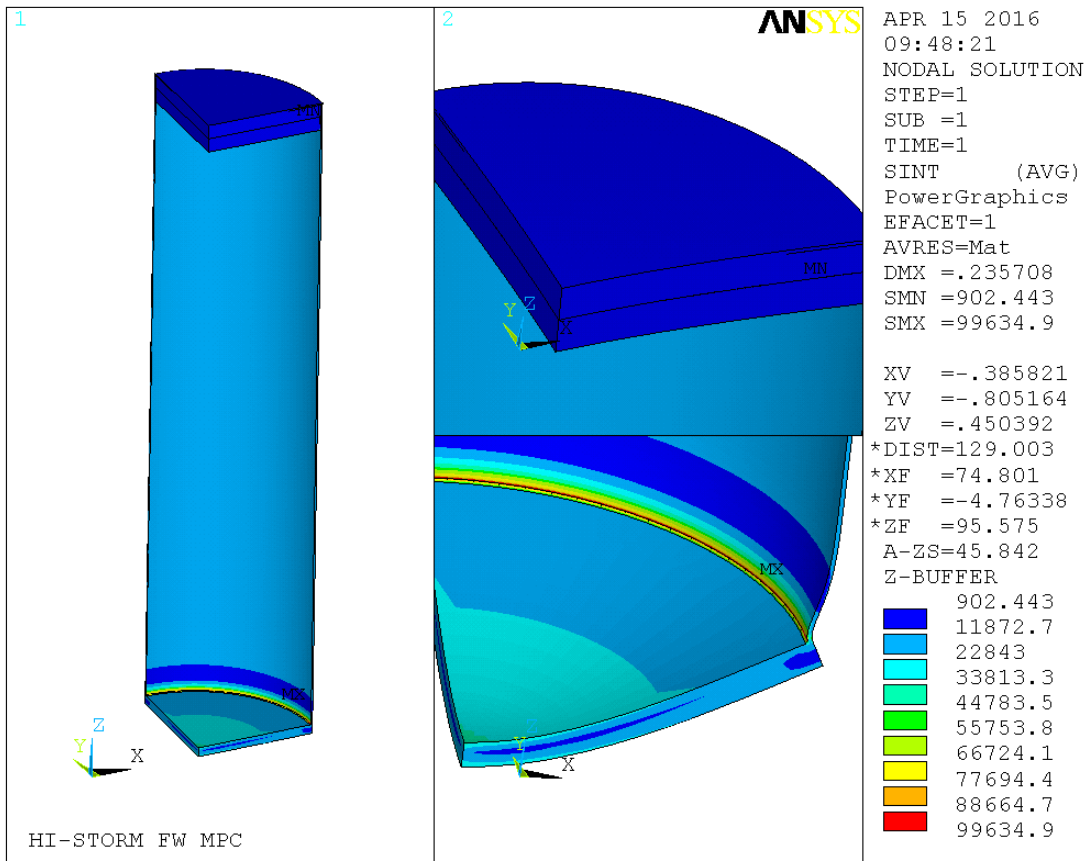 1
MN
MX
Z
Y
X
HI-STORM FW MPC
2
ANSYS
MN
Z
Y
X
MX
Y
X
APR 15 2016
09:48:21
NODAL SOLUTION
STEP=1
SUB =1
TIME=1
SINT (AVG)
PowerGraphics
EFACET=1
AVRES=Mat
DMX =.235708
SMN =902.443
SMX =99634.9
XV =-.385821
YV =-.805164
ZV =.450392
*DIST=129.003
*XF =74.801
*YF =-4.76338
*ZF =95.575
A-ZS=45.842
Z-BUFFER
902.443
11872.7
22843
33813.3
44783.5
55753.8
66724.1
77694.4
88664.7
99634.9